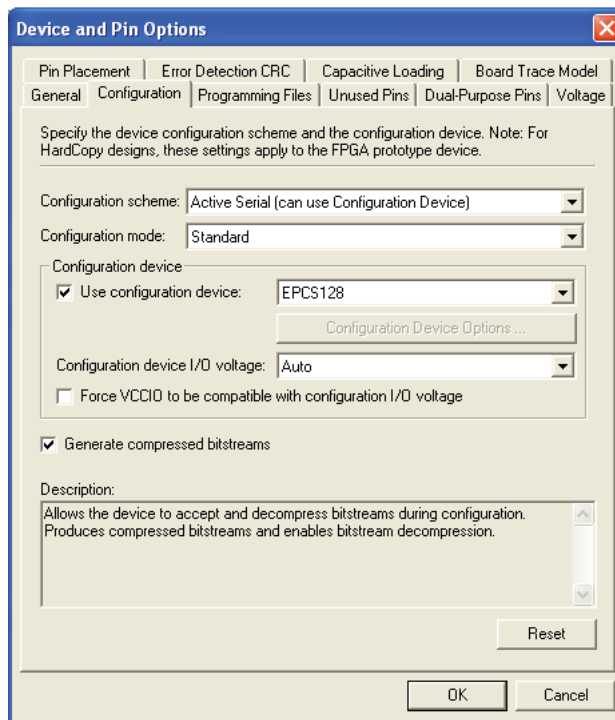 Device and Pin Options
Pin Placement Error Detection CRC Capacitive Loading Board Trace Model
General Configuration Programming Files Unused Pins Dual-Purpose Pins Voltage
Specify the device configuration scheme and the configuration device. Note: For
HardCopy designs, these settings apply to the FPGA prototype device.
Configuration scheme: Active Serial (can use Configuration Device)
Configuration mode: Standard
Configuration device
Use configuration device: EPCS128
Configuration Device Options ...
Configuration device I/O voltage: Auto
Force VCCIO to be compatible with configuration I/O voltage
Generate compressed bitstreams
Description:
Allows the device to accept and decompress bitstreams during configuration.
Produces compressed bitstreams and enables bitstream decompression.
Reset
OK Cancel